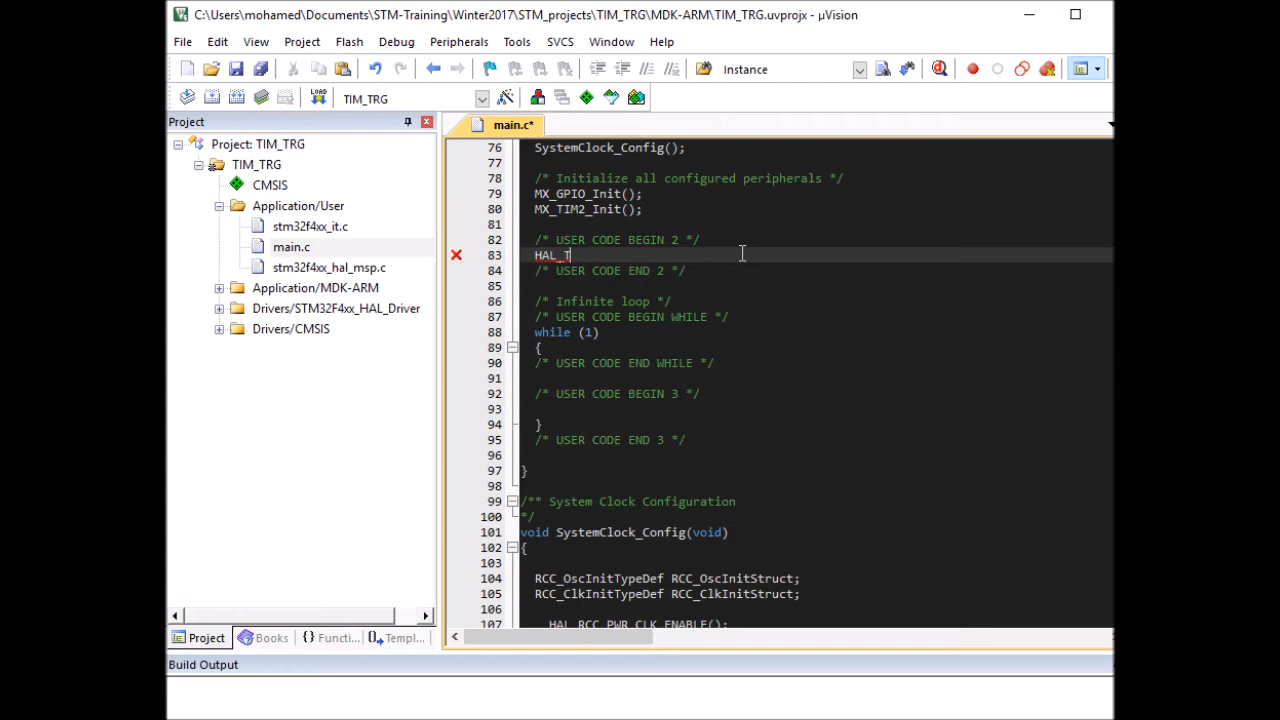 C:\Users\mohamed\Documents\STM-Training\Winter2017\STM_projects\TIM_TRG\MDK-ARM\TIM_TRG.uvprojx - µVision
File Edit View Project Flash Debug Peripherals Tools SVCS Window Help
Instance
LOAD TIM_TRG
Project
main.c*
Project: TIM_TRG
TIM_TRG
CMSIS
Application/User
stm32f4xx_it.c
main.c
stm32f4xx_hal_msp.c
Application/MDK-ARM
Drivers/STM32F4xx_HAL_Driver
Drivers/CMSIS
76 SystemClock_Config();
77
78 /* Initialize all configured peripherals */
79 MX_GPIO_Init();
80 MX_TIM2_Init();
81
82 /* USER CODE BEGIN 2 */
83 HAL_T
84 /* USER CODE END 2 */
85
86 /* Infinite loop */
87 /* USER CODE BEGIN WHILE */
88 while (1)
89 {
90 /* USER CODE END WHILE */
91
92 /* USER CODE BEGIN 3 */
93
94 }
95 /* USER CODE END 3 */
96
97 }
98
99 /** System Clock Configuration
100 */
101 void SystemClock_Config(void)
102 {
103
104 RCC_OscInitTypeDef RCC_OscInitStruct;
105 RCC_ClkInitTypeDef RCC_ClkInitStruct;
106
107 __HAL_RCC_PWR_CLK_ENABLE();
Project Books {} Functi... Templ...
Build Output